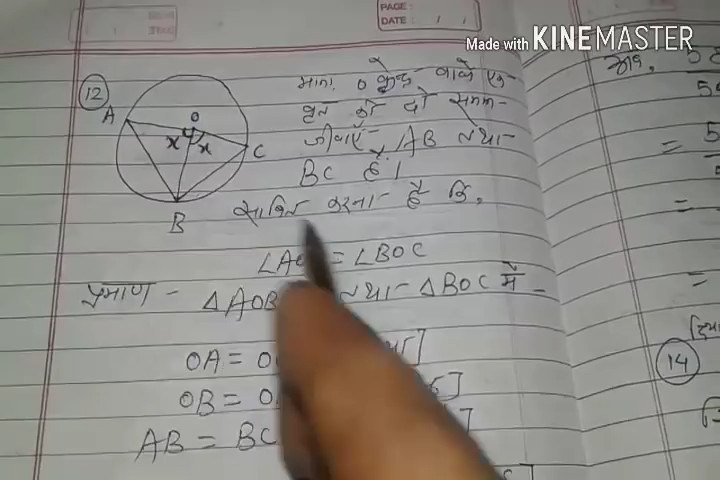 PAGE:
DATE: / /
Made with KINEMASTER
12
A
O
x x
C
B
माना O केन्द्र वाले एक
वृत्त की दो समान
जीवाएँ AB तथा
BC हैं।
साबित करना है कि,
∠AO = ∠BOC
प्रमाण - ΔAOB तथा ΔBOC में
OA = O
OB = O
AB = BC
14